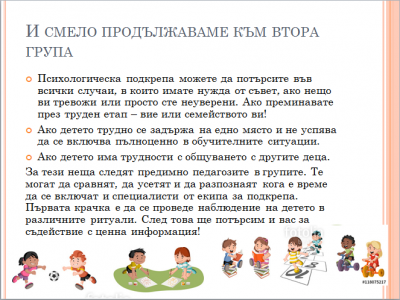 И СМЕЛО ПРОДЪЛЖАВАМЕ КЪМ ВТОРА
ГРУПА
Психологическа подкрепа можете да потърсите във
всички случаи, в които имате нужда от съвет, ако нещо
ви тревожи или просто сте неуверени. Ако преминавате
през труден етап – вие или семейството ви!
Ако детето трудно се задържа на едно място и не успява
да се включва пълноценно в обучителните ситуации.
Ако детето има трудности с общуването с другите деца.
За тези неща следят предимно педагозите в групите. Те
могат да сравнят, да усетят и да разпознаят кога е време
да се включат и специалисти от екипа за подкрепа.
Първата крачка е да се проведе наблюдение на детето в
различните ритуали. След това ще потърсим и вас за
съдействие с ценна информация!